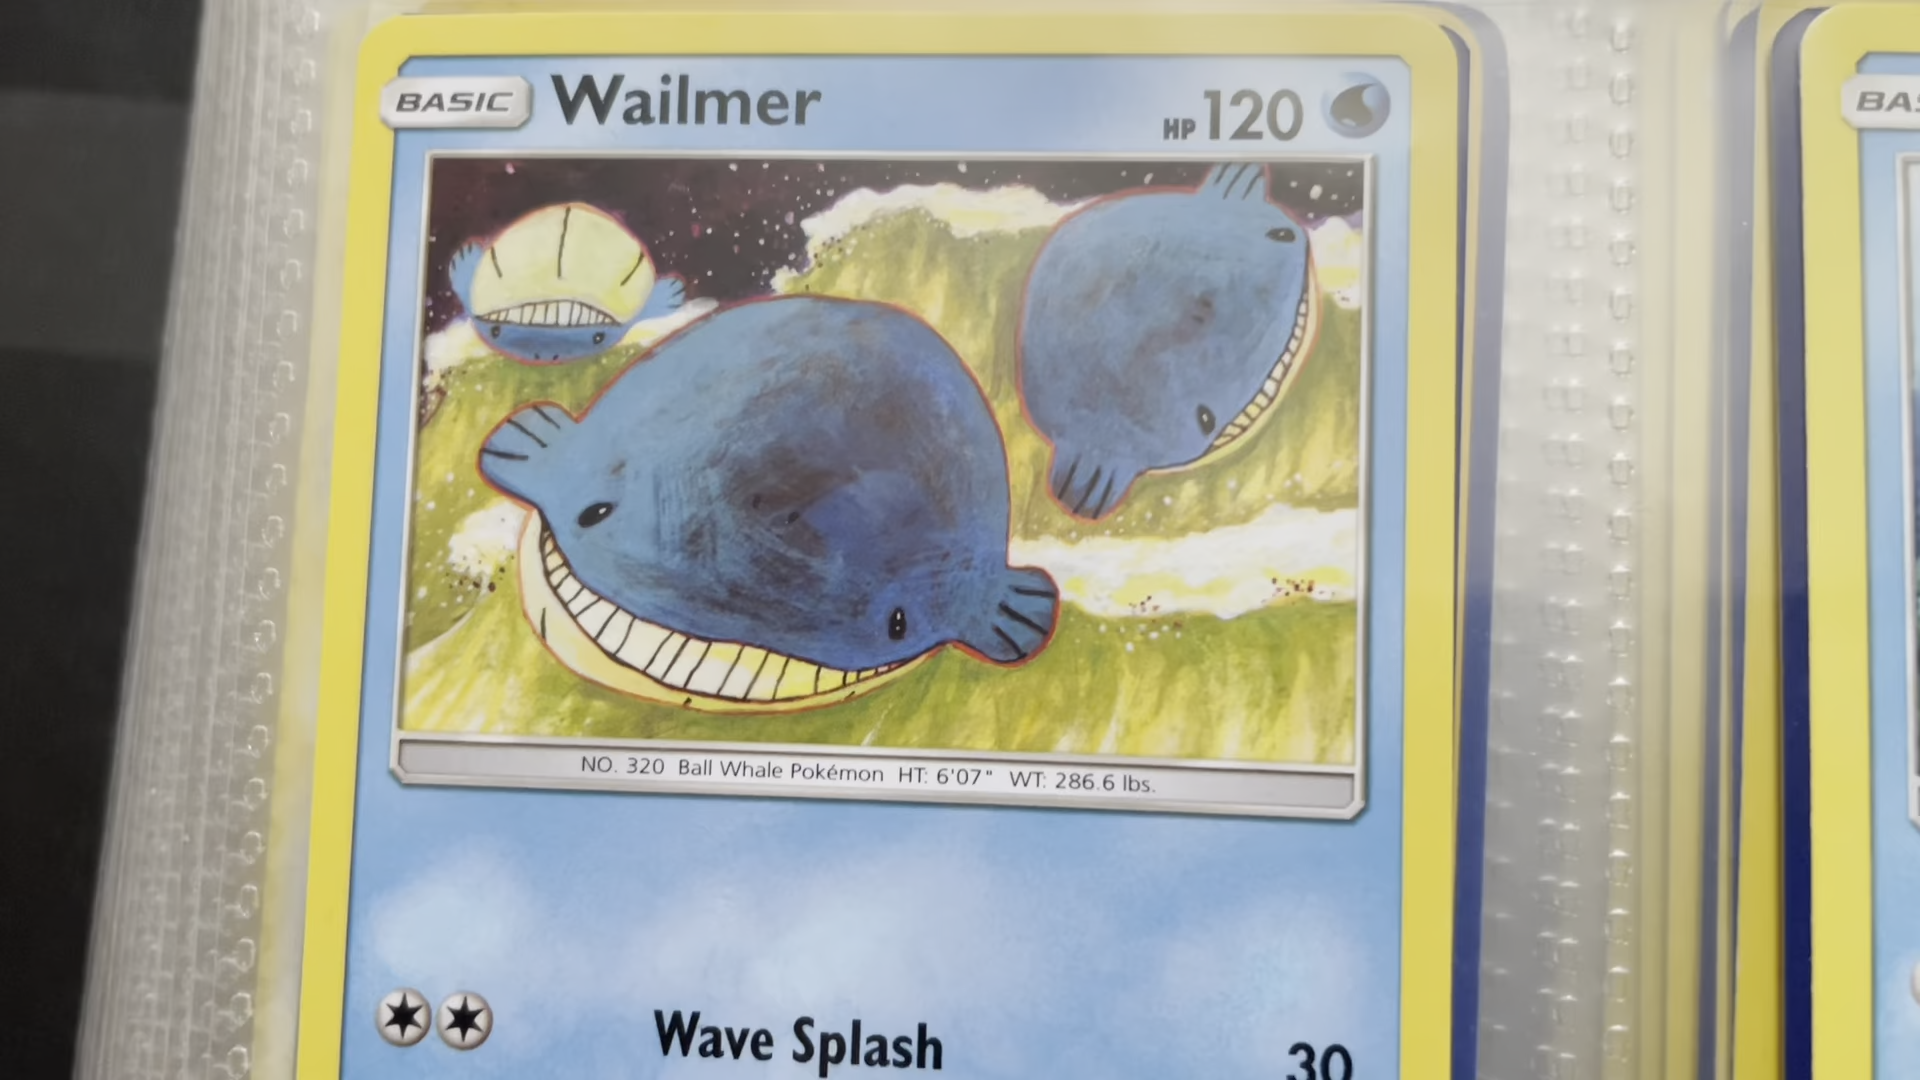 BASIC Wailmer HP 120
NO. 320 Ball Whale Pokémon HT: 6'07" WT: 286.6 lbs.
Wave Splash 30
BAS